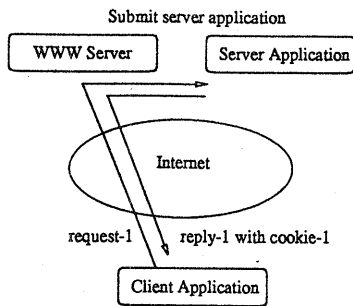 Submit server application
WWW Server
Server Application
Internet
request-1
reply-1 with cookie-1
Client Application